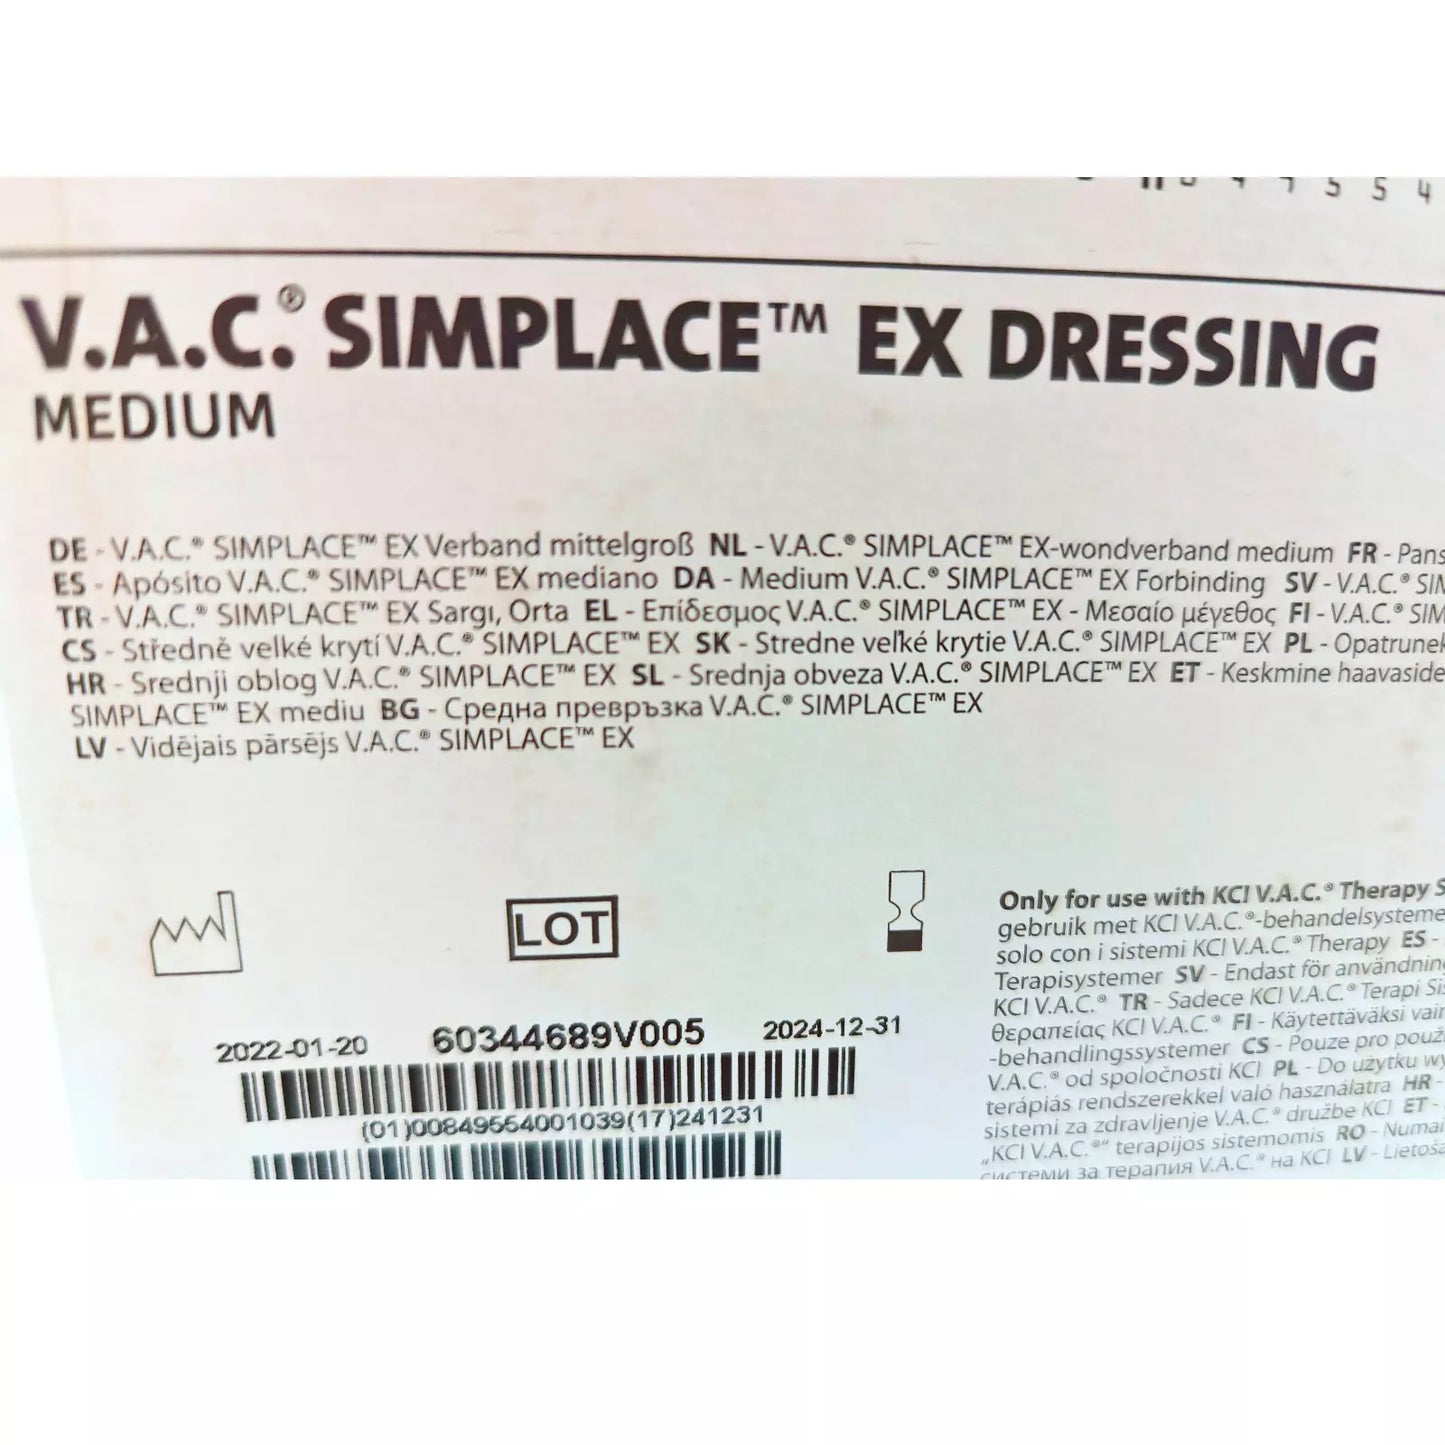 V.A.C.® SIMPLACE™ EX DRESSING
MEDIUM
DE - V.A.C.® SIMPLACE™ EX Verband mittelgroß NL - V.A.C.® SIMPLACE™ EX-wondverband medium FR - Pans
ES - Apósito V.A.C.® SIMPLACE™ EX mediano DA - Medium V.A.C.® SIMPLACE™ EX Forbinding SV - V.A.C.® SIM
TR - V.A.C.® SIMPLACE™ EX Sargı, Orta EL - Επίδεσμος V.A.C.® SIMPLACE™ EX - Μεσαίο μέγεθος FI - V.A.C.® SIM
CS - Středně velké krytí V.A.C.® SIMPLACE™ EX SK - Stredne veľké krytie V.A.C.® SIMPLACE™ EX PL - Opatrunek
HR - Srednji oblog V.A.C.® SIMPLACE™ EX SL - Srednja obveza V.A.C.® SIMPLACE™ EX ET - Keskmine haavaside
SIMPLACE™ EX mediu BG - Средна превръзка V.A.C.® SIMPLACE™ EX
LV - Vidējais pārsējs V.A.C.® SIMPLACE™ EX
LOT
2022-01-20 60344689V005 2024-12-31
(01)00849554001039(17)241231
Only for use with KCI V.A.C.® Therapy S
gebruik met KCI V.A.C.®-behandelsysteme
solo con i sistemi KCI V.A.C.® Therapy ES -
Terapisystemer SV - Endast för användning
KCI V.A.C.® TR - Sadece KCI V.A.C.® Terapi Sis
θεραπείας KCI V.A.C.® FI - Käytettäväksi vain
-behandlingssystemer CS - Pouze pro použi
V.A.C.® od spoločnosti KCI PL - Do użytku wy
terápiás rendszerekkel való használatra HR -
sistemi za zdravljenje V.A.C.® družbe KCI ET -
„KCI V.A.C.®“ terapijos sistemomis RO - Numai
системи за терапия V.A.C.® на KCI LV - Lietoša